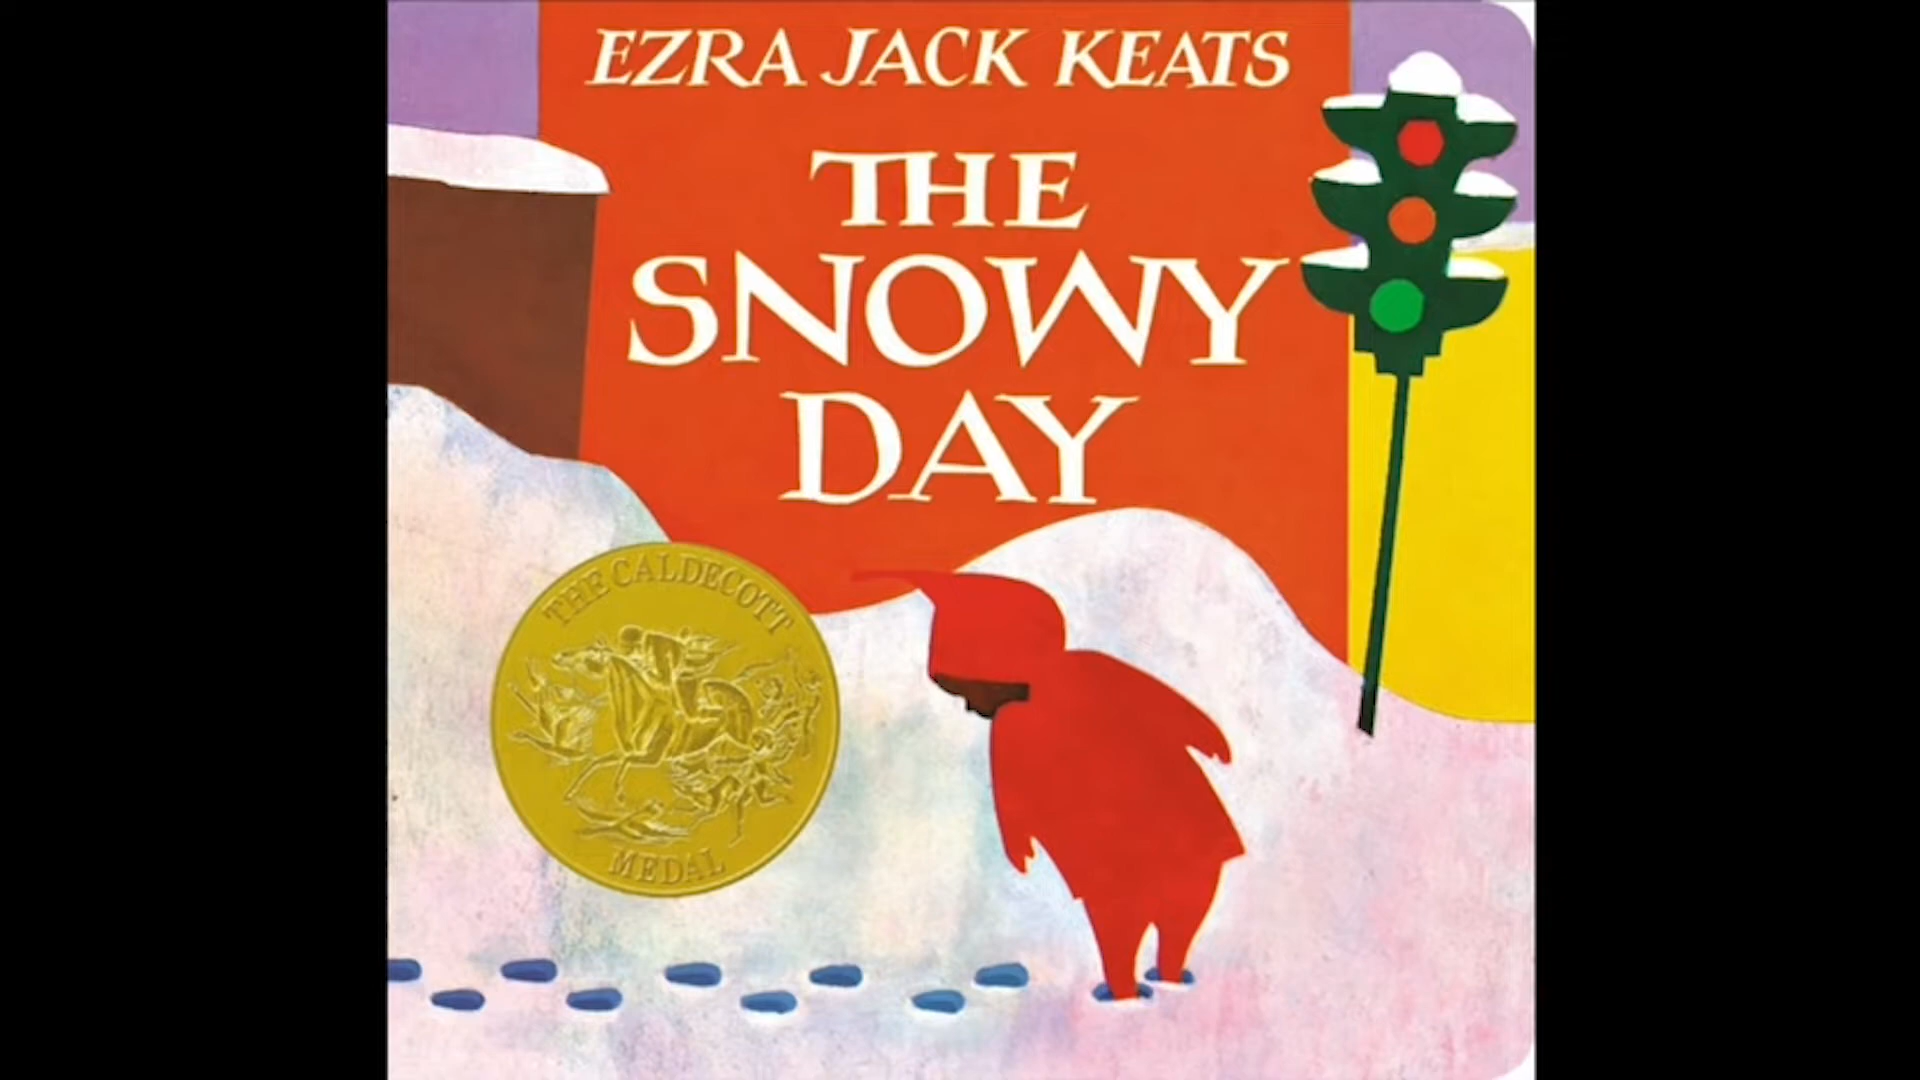 EZRA JACK KEATS
THE
SNOWY
DAY
THE CALDECOTT
MEDAL